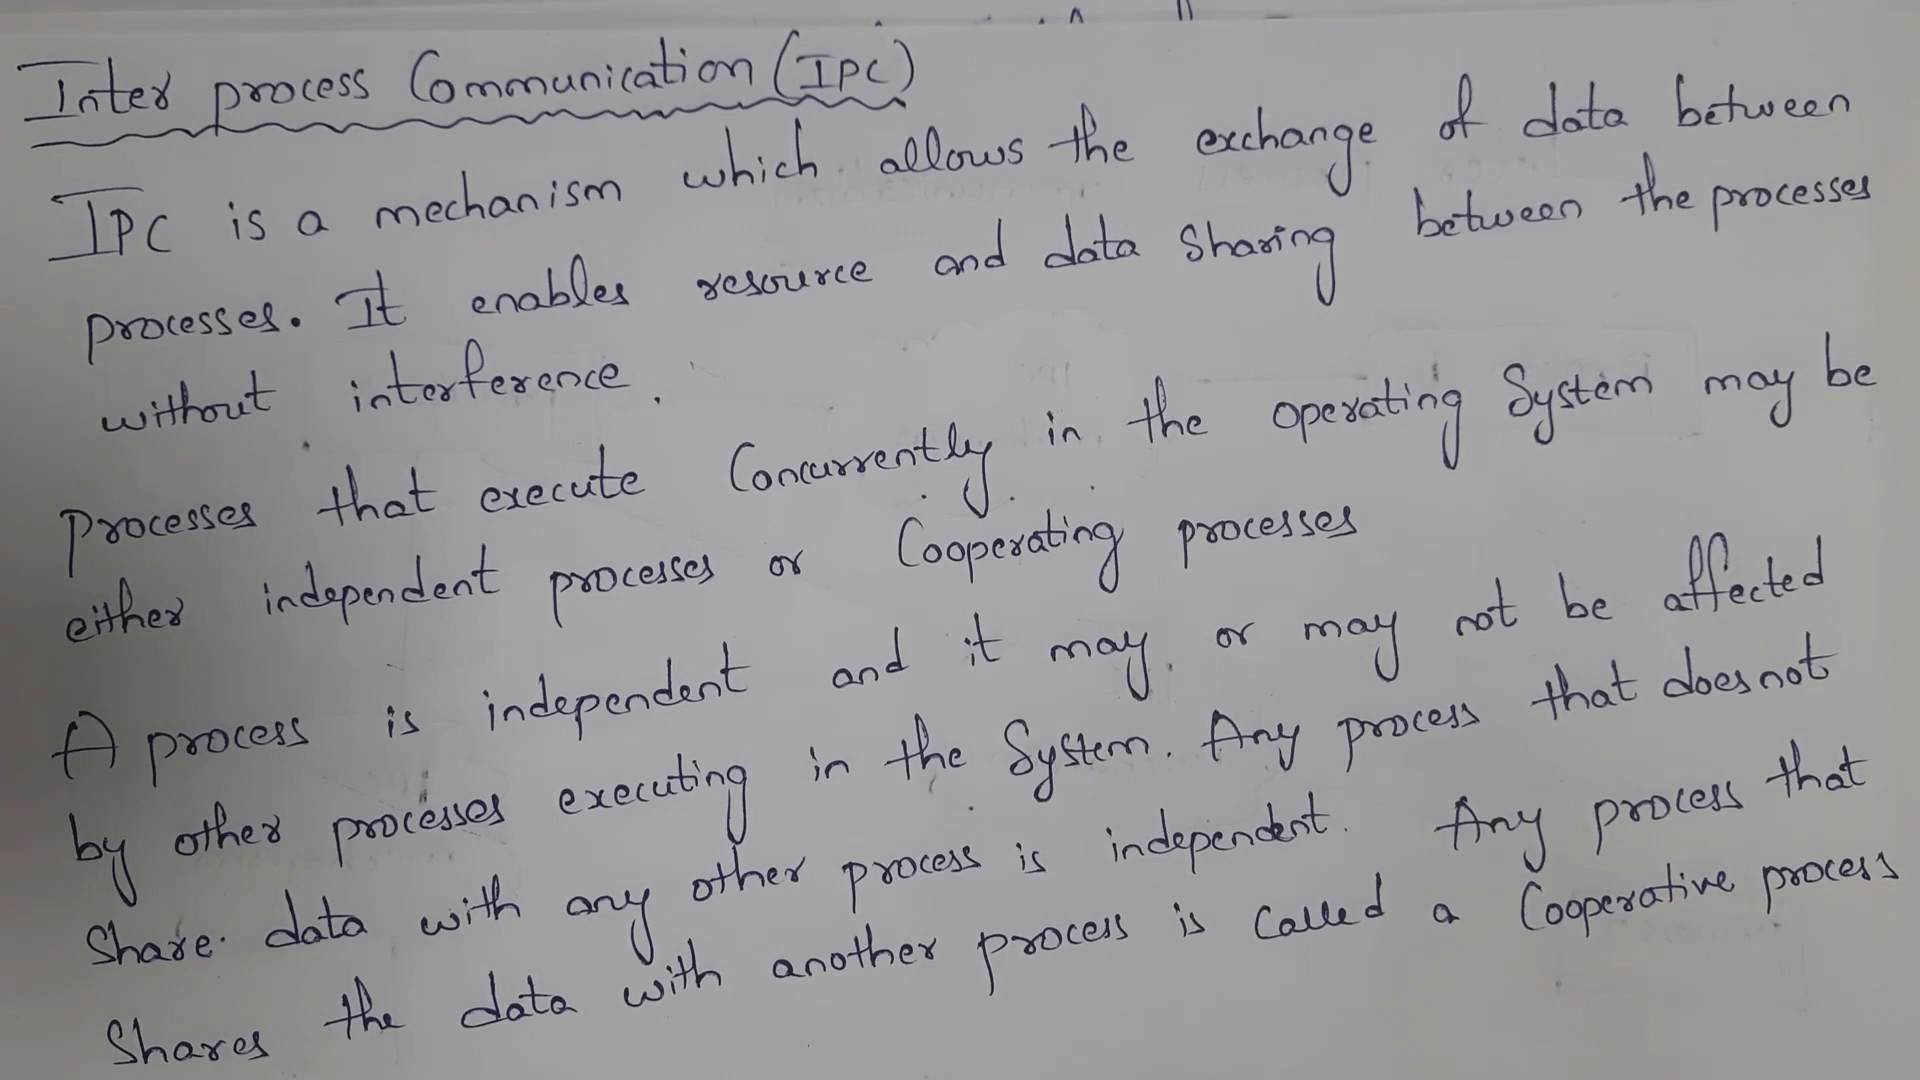 Inter process Communication (IPC)
IPC is a mechanism which allows the exchange of data between
processes. It enables resource and data sharing between the processes
without interference.
processes that execute Concurrently in the operating System may be
either independent processes or Cooperating processes
A process is independent and it may or may not be affected
by other processes executing in the System. Any process that does not
Share data with any other process is independent. Any process that
Shares the data with another process is Called a Cooperative process